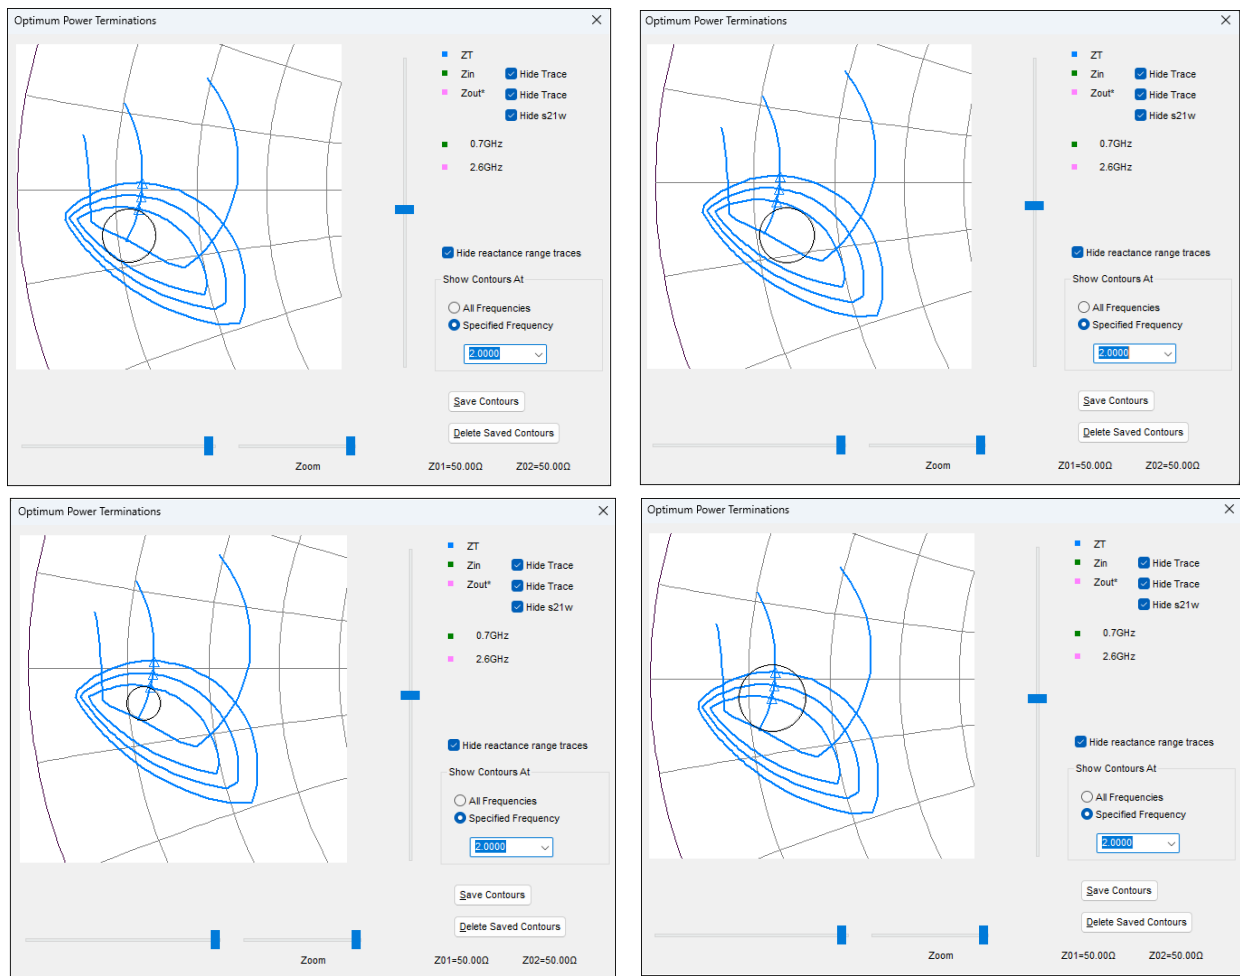 Optimum Power Terminations
ZT
Zin
Hide Trace
Zout*
Hide Trace
Hide s21w
0.7GHz
2.6GHz
Hide reactance range traces
Show Contours At
All Frequencies
Specified Frequency
2.0000
Save Contours
Delete Saved Contours
Zoom
Z01=50.00Ω
Z02=50.00Ω
Optimum Power Terminations
ZT
Zin
Hide Trace
Zout*
Hide Trace
Hide s21w
0.7GHz
2.6GHz
Hide reactance range traces
Show Contours At
All Frequencies
Specified Frequency
2.0000
Save Contours
Delete Saved Contours
Zoom
Z01=50.00Ω
Z02=50.00Ω
Optimum Power Terminations
ZT
Zin
Hide Trace
Zout*
Hide Trace
Hide s21w
0.7GHz
2.6GHz
Hide reactance range traces
Show Contours At
All Frequencies
Specified Frequency
2.0000
Save Contours
Delete Saved Contours
Zoom
Z01=50.00Ω
Z02=50.00Ω
Optimum Power Terminations
ZT
Zin
Hide Trace
Zout*
Hide Trace
Hide s21w
0.7GHz
2.6GHz
Hide reactance range traces
Show Contours At
All Frequencies
Specified Frequency
2.0000
Save Contours
Delete Saved Contours
Zoom
Z01=50.00Ω
Z02=50.00Ω